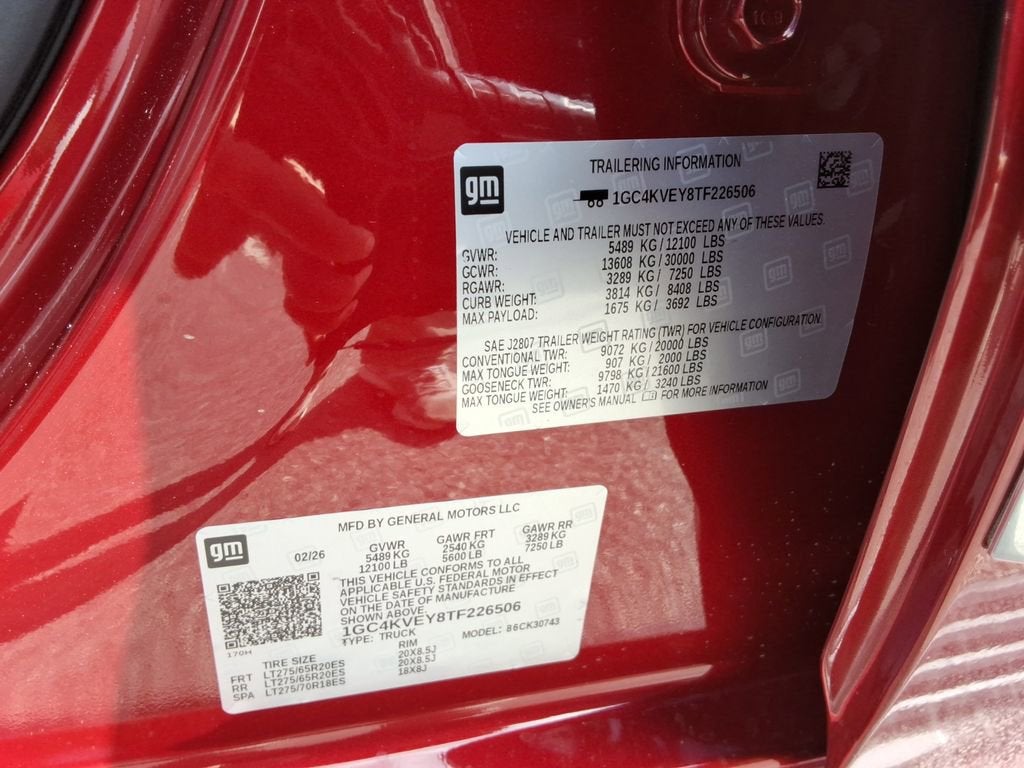 10.9
gm
TRAILERING INFORMATION
1GC4KVEY8TF226506
VEHICLE AND TRAILER MUST NOT EXCEED ANY OF THESE VALUES.
GVWR: 5489 KG/ 12100 LBS
GCWR: 13608 KG/ 30000 LBS
RGAWR: 3289 KG/ 7250 LBS
CURB WEIGHT: 3814 KG/ 8408 LBS
MAX PAYLOAD: 1675 KG/ 3692 LBS
SAE J2807 TRAILER WEIGHT RATING (TWR) FOR VEHICLE CONFIGURATION.
CONVENTIONAL TWR: 9072 KG/ 20000 LBS
MAX TONGUE WEIGHT: 907 KG/ 2000 LBS
GOOSENECK TWR: 9798 KG/ 21600 LBS
MAX TONGUE WEIGHT: 1470 KG/ 3240 LBS
SEE OWNER'S MANUAL FOR MORE INFORMATION
gm
MFD BY GENERAL MOTORS LLC
02/26
GVWR GAWR FRT GAWR RR
5489 KG 2540 KG 3289 KG
12100 LB 5600 LB 7250 LB
THIS VEHICLE CONFORMS TO ALL
APPLICABLE U.S. FEDERAL MOTOR
VEHICLE SAFETY STANDARDS IN EFFECT
ON THE DATE OF MANUFACTURE
SHOWN ABOVE.
1GC4KVEY8TF226506
TYPE: TRUCK MODEL: 86CK30743
170H
TIRE SIZE RIM
FRT LT275/65R20ES 20X8.5J
RR LT275/65R20ES 20X8.5J
SPA LT275/70R18ES 18X8J